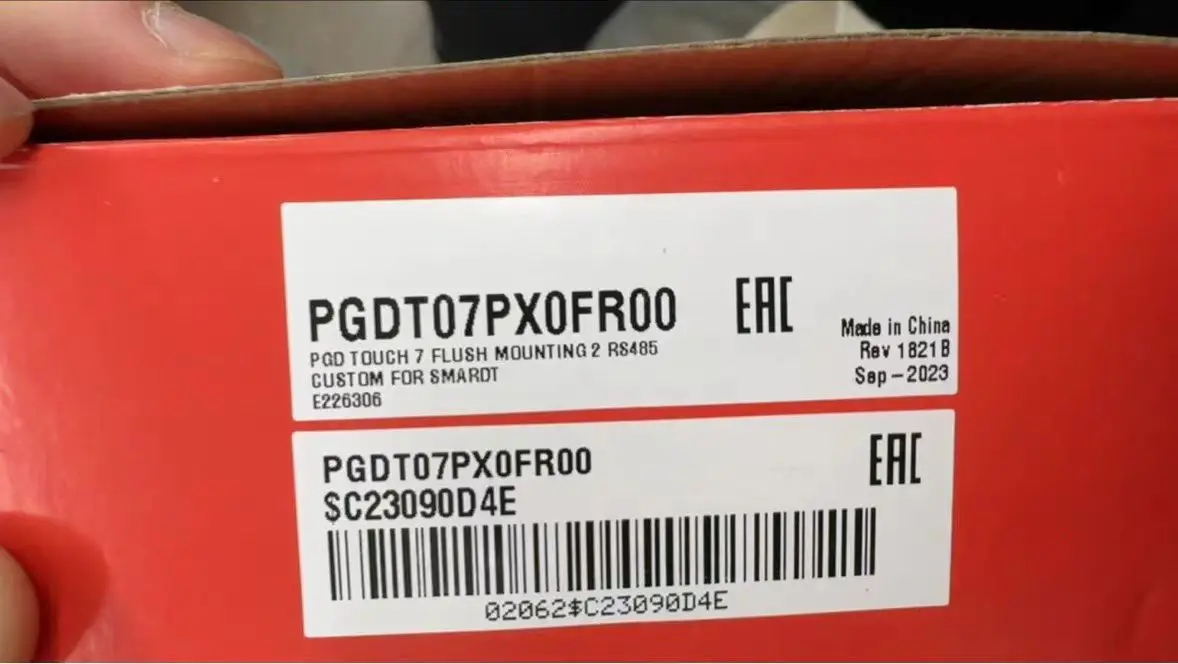 PGDT07PX0FR00
EAC
PGD TOUCH 7 FLUSH MOUNTING 2 RS485
CUSTOM FOR SMARDT
E226306
Made in China
Rev 1821B
Sep-2023
PGDT07PX0FR00
EAC
$C23090D4E
02062$C23090D4E